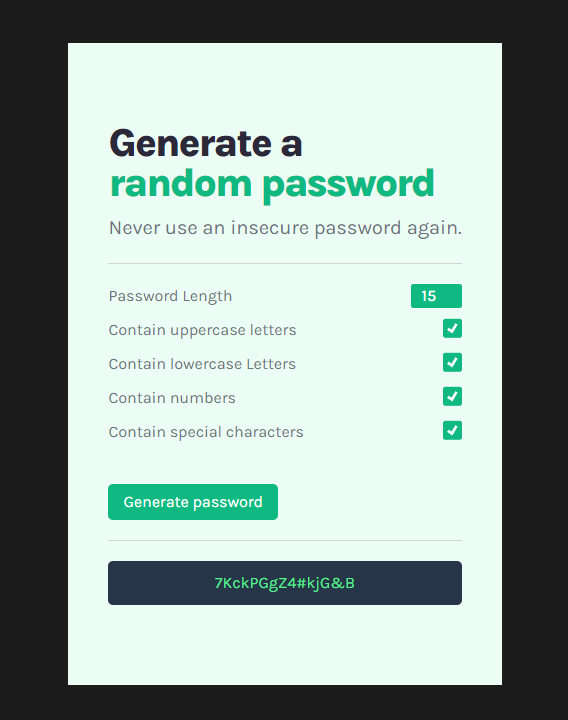 Generate a
random password
Never use an insecure password again.
Password Length 15
Contain uppercase letters
Contain lowercase Letters
Contain numbers
Contain special characters
Generate password
7KckPGgZ4#kjG&B